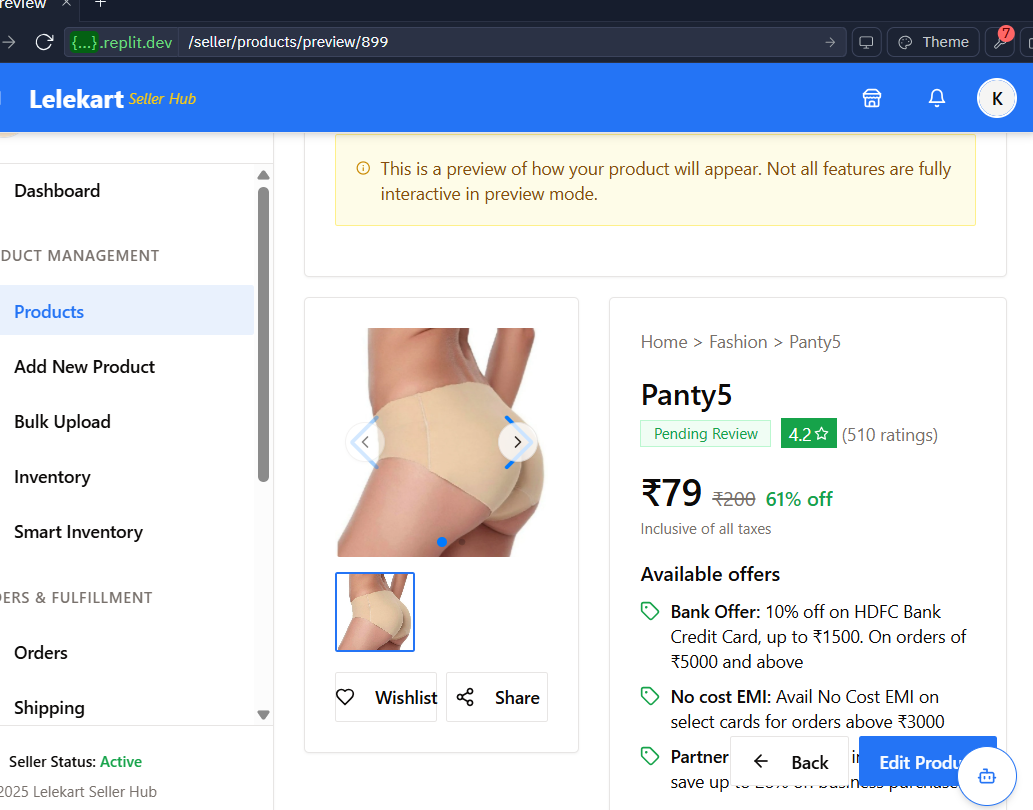 review
{...}.replit.dev /seller/products/preview/899
Theme
7
Lelekart Seller Hub
K
This is a preview of how your product will appear. Not all features are fully
interactive in preview mode.
Dashboard
DUCT MANAGEMENT
Products
Add New Product
Bulk Upload
Inventory
Smart Inventory
ERS & FULFILLMENT
Orders
Shipping
Seller Status: Active
2025 Lelekart Seller Hub
Wishlist
Share
Home > Fashion > Panty5
Panty5
Pending Review
4.2
(510 ratings)
₹79 ₹200 61% off
Inclusive of all taxes
Available offers
Bank Offer: 10% off on HDFC Bank
Credit Card, up to ₹1500. On orders of
₹5000 and above
No cost EMI: Avail No Cost EMI on
select cards for orders above ₹3000
Partner
save up
Back
Edit Produ